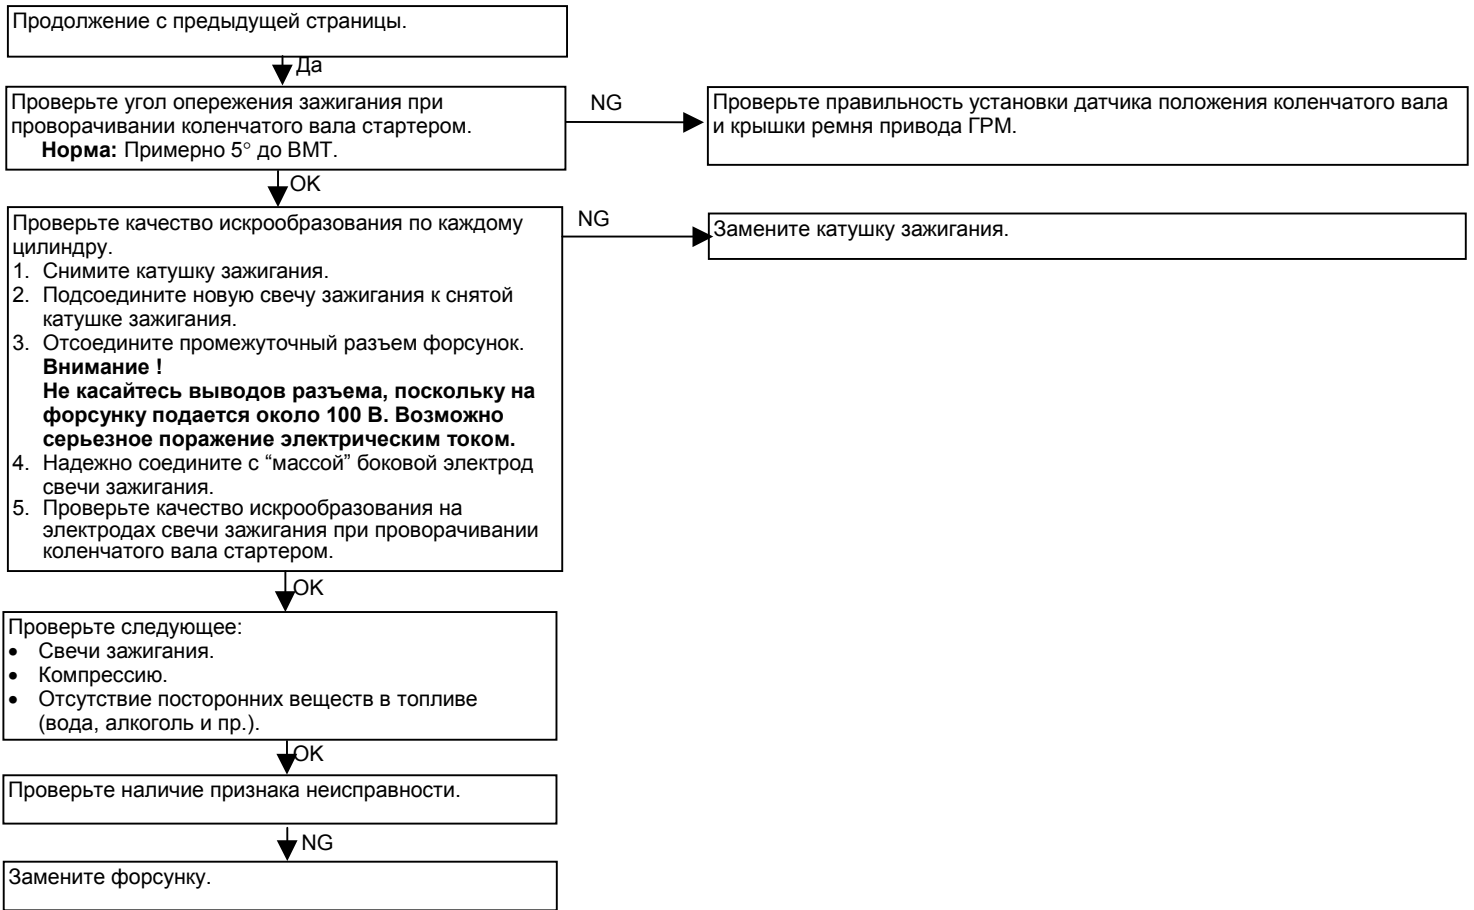 Продолжение с предыдущей страницы.
Да
Проверьте угол опережения зажигания при
проворачивании коленчатого вала стартером.
Норма: Примерно 5° до ВМТ.
NG
Проверьте правильность установки датчика положения коленчатого вала
и крышки ремня привода ГРМ.
OK
Проверьте качество искрообразования по каждому
цилиндру.
1. Снимите катушку зажигания.
2. Подсоедините новую свечу зажигания к снятой
катушке зажигания.
3. Отсоедините промежуточный разъем форсунок.
Внимание !
Не касайтесь выводов разъема, поскольку на
форсунку подается около 100 В. Возможно
серьезное поражение электрическим током.
4. Надежно соедините с “массой” боковой электрод
свечи зажигания.
5. Проверьте качество искрообразования на
электродах свечи зажигания при проворачивании
коленчатого вала стартером.
NG
Замените катушку зажигания.
OK
Проверьте следующее:
• Свечи зажигания.
• Компрессию.
• Отсутствие посторонних веществ в топливе
(вода, алкоголь и пр.).
OK
Проверьте наличие признака неисправности.
NG
Замените форсунку.